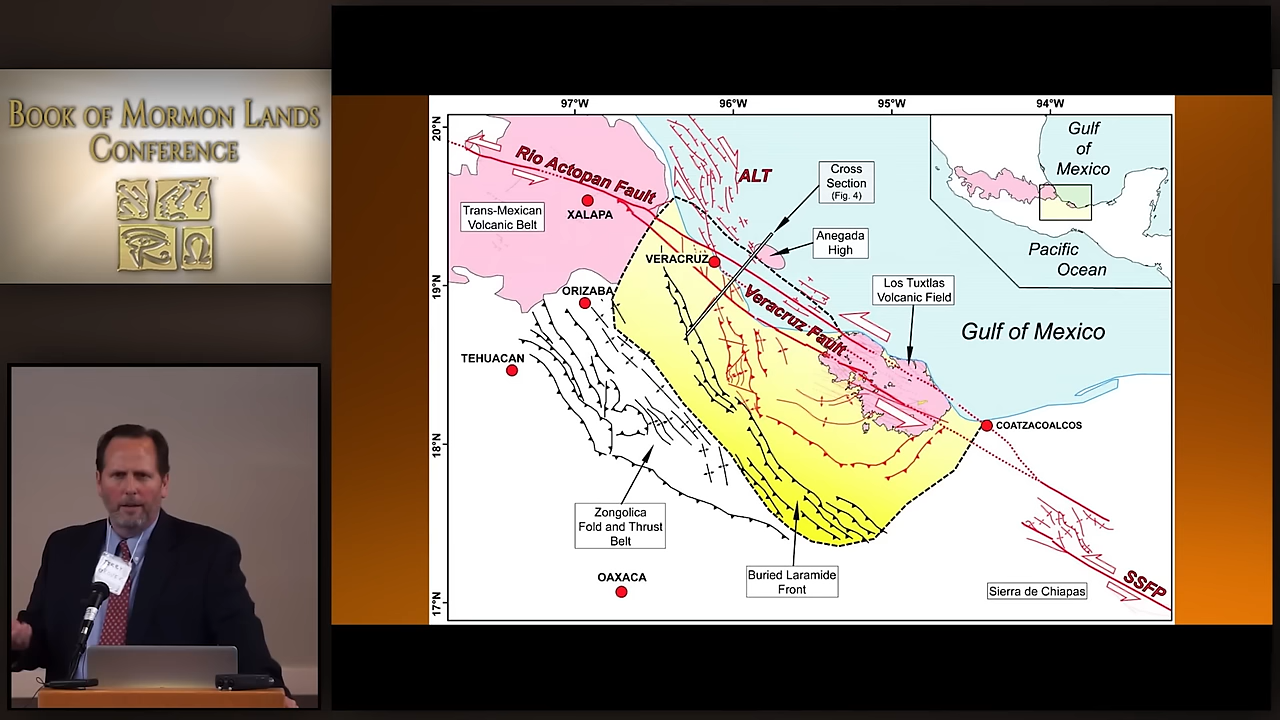 BOOK OF MORMON LANDS
CONFERENCE
97°W
96°W
95°W
94°W
20°N
19°N
18°N
17°N
Rio Actopan Fault
ALT
Cross
Section
(Fig. 4)
Gulf
of
Mexico
XALAPA
Trans-Mexican
Volcanic Belt
Anegada
High
VERACRUZ
Pacific
Ocean
ORIZABA
Veracruz Fault
Los Tuxtlas
Volcanic Field
Gulf of Mexico
TEHUACAN
COATZACOALCOS
Zongolica
Fold and Thrust
Belt
OAXACA
Buried Laramide
Front
Sierra de Chiapas
SSFP